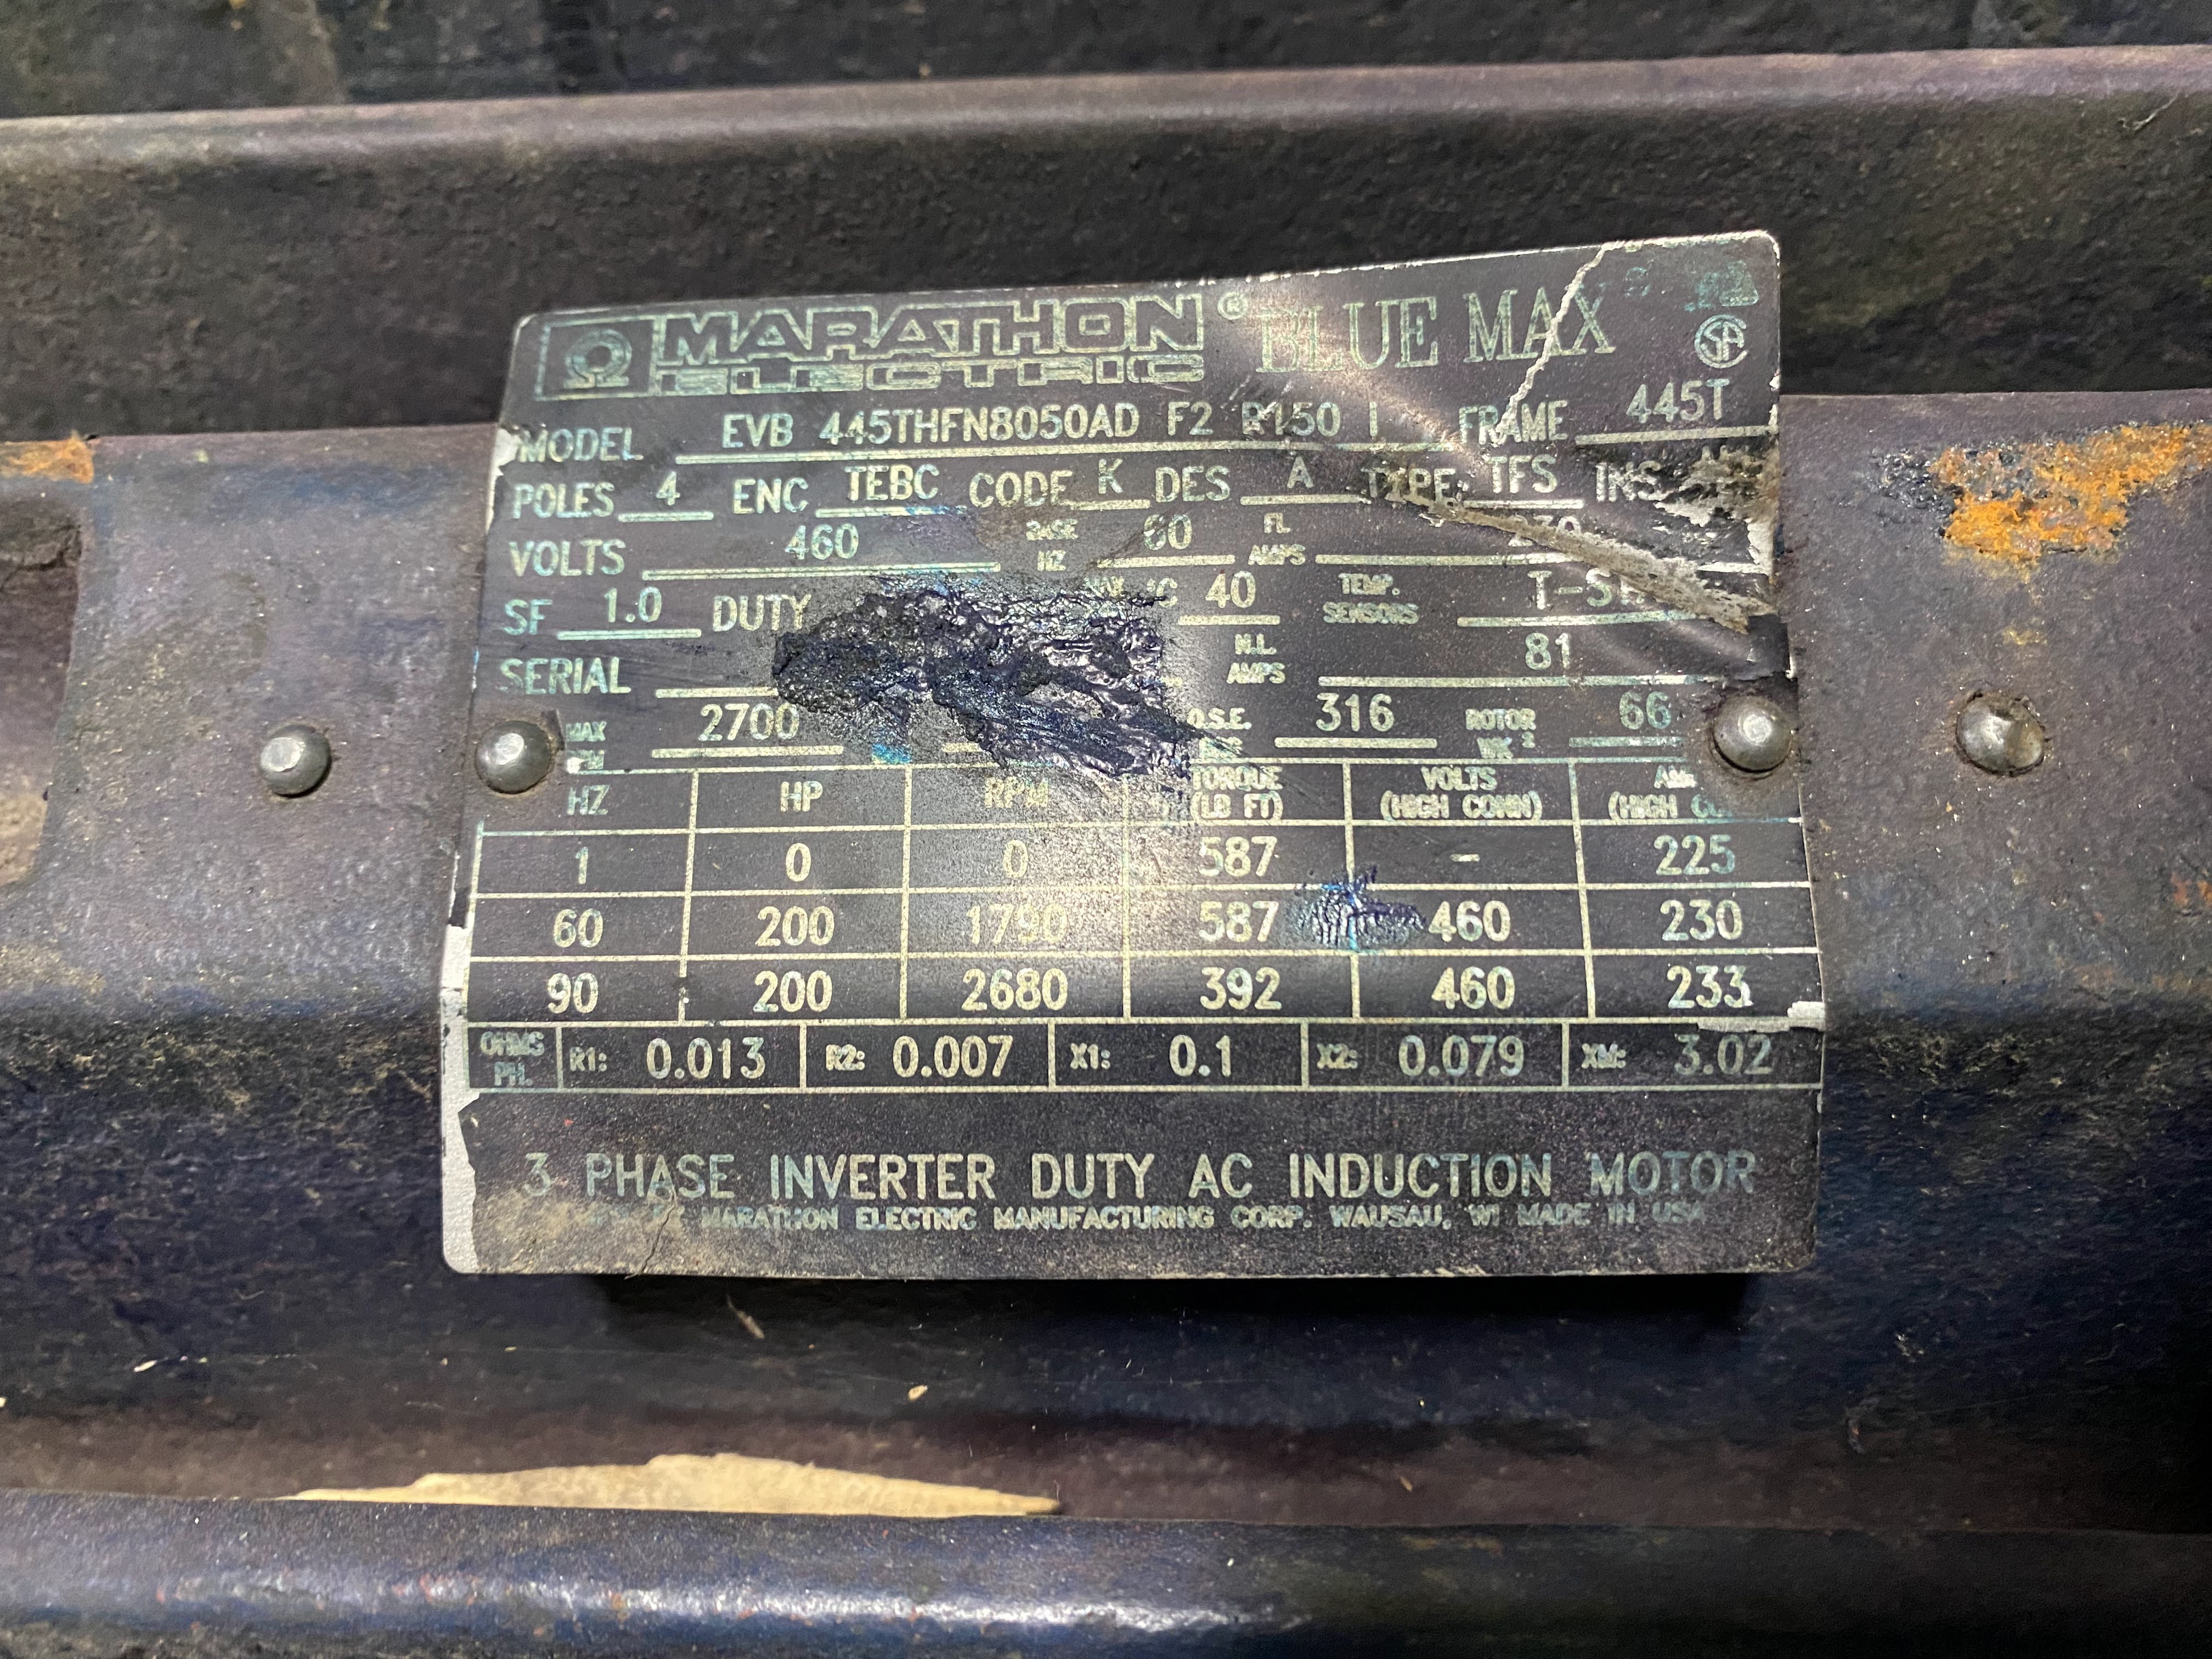 MARATHON ® BLUE MAX
ELECTRIC
MODEL EVB 445THFN8050AD F2 R150 I FRAME 445T
POLES 4 ENC TEBC CODE K DES A TYPE: TFS INS
VOLTS 460 BASE HZ 60 FL AMPS 230
SF 1.0 DUTY MAX °C 40 TEMP. SENSORS
SERIAL N.L. AMPS 81
MAX RPM 2700 O.S.E. BRG 316 ROTOR WK² 66
HZ HP RPM TORQUE (LB FT) VOLTS (HIGH CONN) (HIGH
1 0 0 587 - 225
60 200 1790 587 460 230
90 200 2680 392 460 233
OHMS PH. R1: 0.013 R2: 0.007 X1: 0.1 X2: 0.079 XM: 3.02
3 PHASE INVERTER DUTY AC INDUCTION MOTOR
MARATHON ELECTRIC MANUFACTURING CORP. WAUSAU, WI MADE IN USA